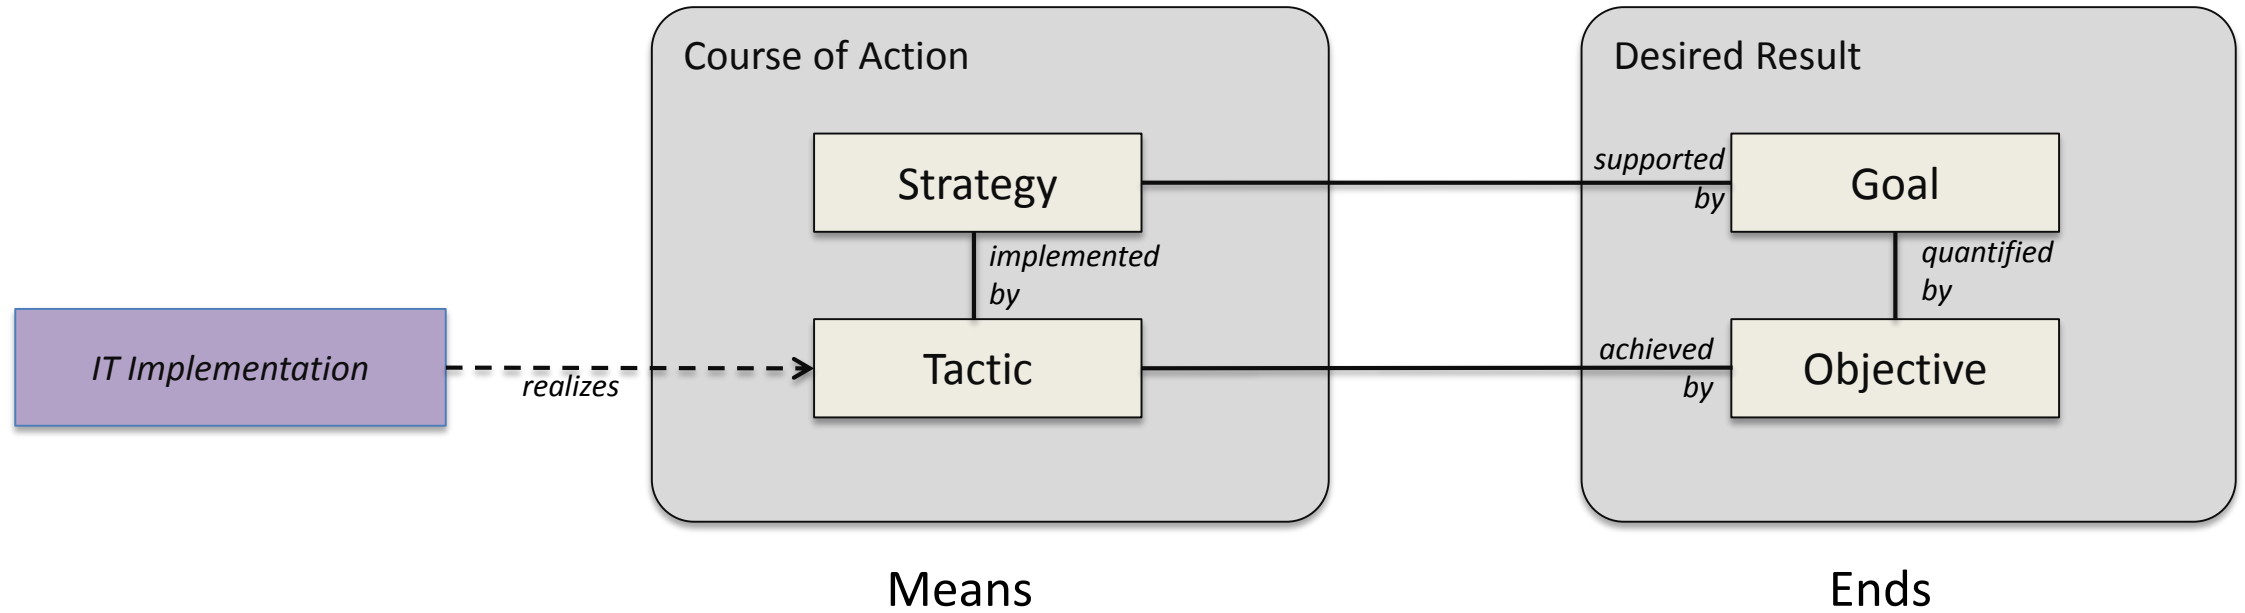 Course of Action
Desired Result
Strategy
supported
by
Goal
implemented
by
quantified
by
IT Implementation
realizes
Tactic
achieved
by
Objective
Means
Ends